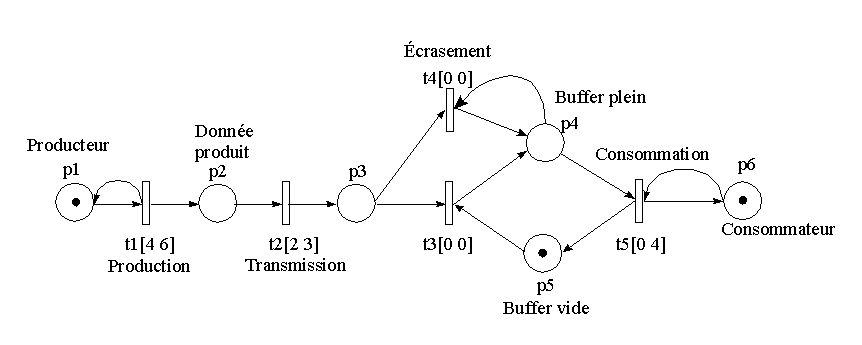 Écrasement
t4[0 0]
Buffer plein
p4
Donnée
produit
p2
Producteur
p1
p3
Consommation
p6
t1[4 6]
Production
t2[2 3]
Transmission
t3[0 0]
t5[0 4]
Consommateur
p5
Buffer vide